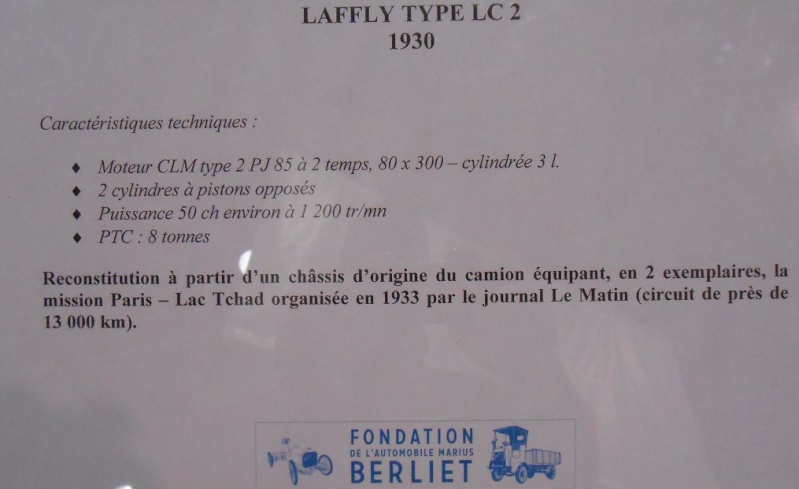 LAFFLY TYPE LC 2
1930
Caractéristiques techniques :
♦ Moteur CLM type 2 PJ 85 à 2 temps, 80 x 300 – cylindrée 3 l.
♦ 2 cylindres à pistons opposés
♦ Puissance 50 ch environ à 1 200 tr/mn
♦ PTC : 8 tonnes
Reconstitution à partir d'un châssis d'origine du camion équipant, en 2 exemplaires, la
mission Paris – Lac Tchad organisée en 1933 par le journal Le Matin (circuit de près de
13 000 km).
FONDATION
DE L'AUTOMOBILE MARIUS
BERLIET